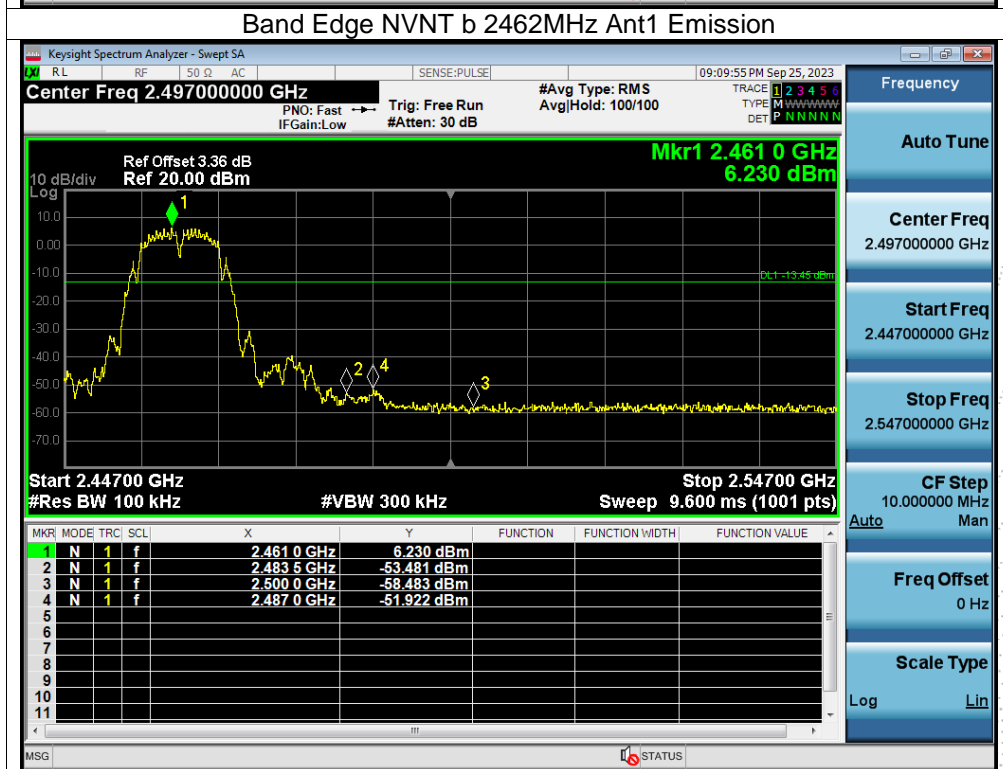 Band Edge NVNT b 2462MHz Ant1 Emission
Keysight Spectrum Analyzer - Swept SA
LXI RL RF 50 Ω AC SENSE:PULSE 09:09:55 PM Sep 25, 2023
Center Freq 2.497000000 GHz #Avg Type: RMS TRACE 1 2 3 4 5 6
PNO: Fast Trig: Free Run Avg|Hold: 100/100 TYPE M WWWWW
IFGain:Low #Atten: 30 dB DET P N N N N N
Mkr1 2.461 0 GHz
6.230 dBm
Ref Offset 3.36 dB
10 dB/div Ref 20.00 dBm
Log
1
10.0
0.00
-10.0
DL1 -13.45 dBm
-20.0
-30.0
-40.0
2 4
3
-50.0
-60.0
-70.0
Start 2.44700 GHz Stop 2.54700 GHz
#Res BW 100 kHz #VBW 300 kHz Sweep 9.600 ms (1001 pts)
MKR MODE TRC SCL X Y FUNCTION FUNCTION WIDTH FUNCTION VALUE
1 N 1 f 2.461 0 GHz 6.230 dBm
2 N 1 f 2.483 5 GHz -53.481 dBm
3 N 1 f 2.500 0 GHz -58.483 dBm
4 N 1 f 2.487 0 GHz -51.922 dBm
5
6
7
8
9
10
11
MSG STATUS
Frequency
Auto Tune
Center Freq
2.497000000 GHz
Start Freq
2.447000000 GHz
Stop Freq
2.547000000 GHz
CF Step
10.000000 MHz
Auto Man
Freq Offset
0 Hz
Scale Type
Log Lin